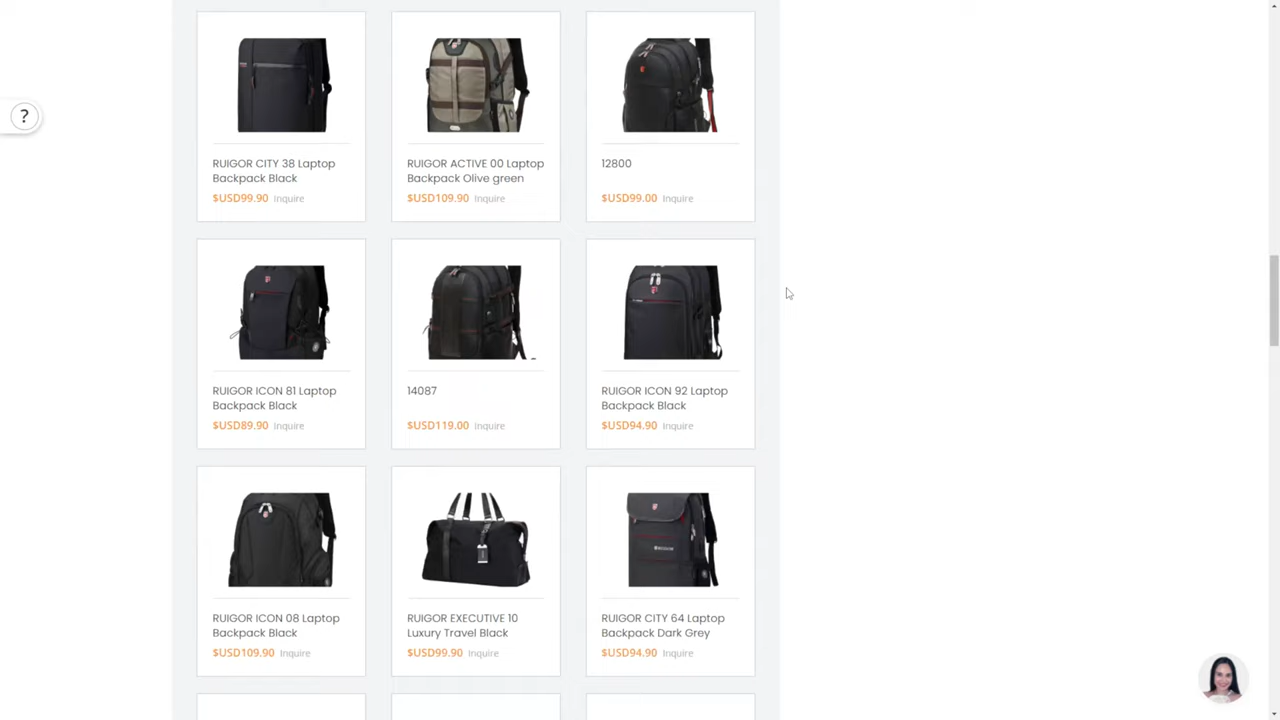 ?
RUIGOR CITY 38 Laptop
Backpack Black
$USD99.90 Inquire
RUIGOR ACTIVE 00 Laptop
Backpack Olive green
$USD109.90 Inquire
12800
$USD99.00 Inquire
RUIGOR ICON 81 Laptop
Backpack Black
$USD89.90 Inquire
14087
$USD119.00 Inquire
RUIGOR ICON 92 Laptop
Backpack Black
$USD94.90 Inquire
RUIGOR ICON 08 Laptop
Backpack Black
$USD109.90 Inquire
RUIGOR EXECUTIVE 10
Luxury Travel Black
$USD99.90 Inquire
RUIGOR CITY 64 Laptop
Backpack Dark Grey
$USD94.90 Inquire